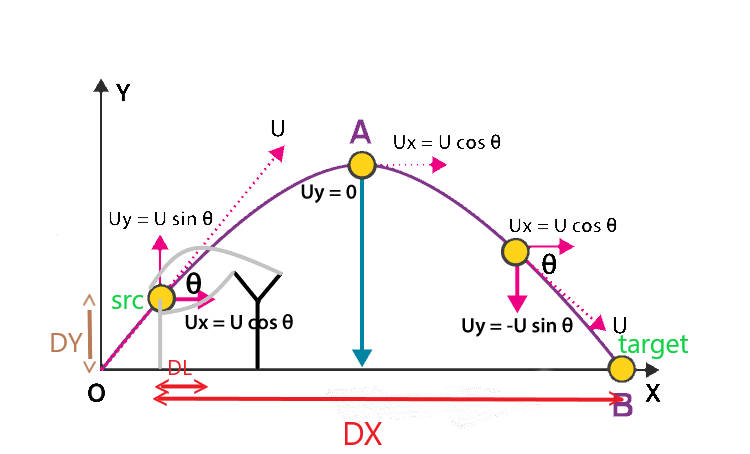 Y
U
A
Ux = U cos θ
Uy = 0
Uy = U sin θ
Ux = U cos θ
θ
θ
src
Ux = U cos θ
Uy = -U sin θ
U
DY
target
DL
O
X
B
DX